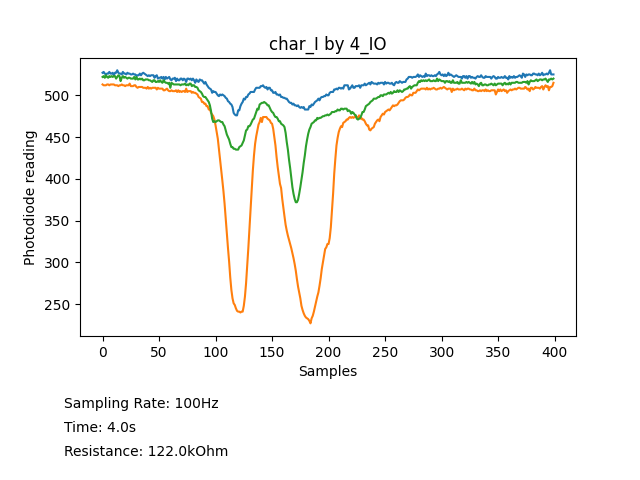 char_I by 4_IO
Photodiode reading
500
450
400
350
300
250
0 50 100 150 200 250 300 350 400
Samples
Sampling Rate: 100Hz
Time: 4.0s
Resistance: 122.0kOhm